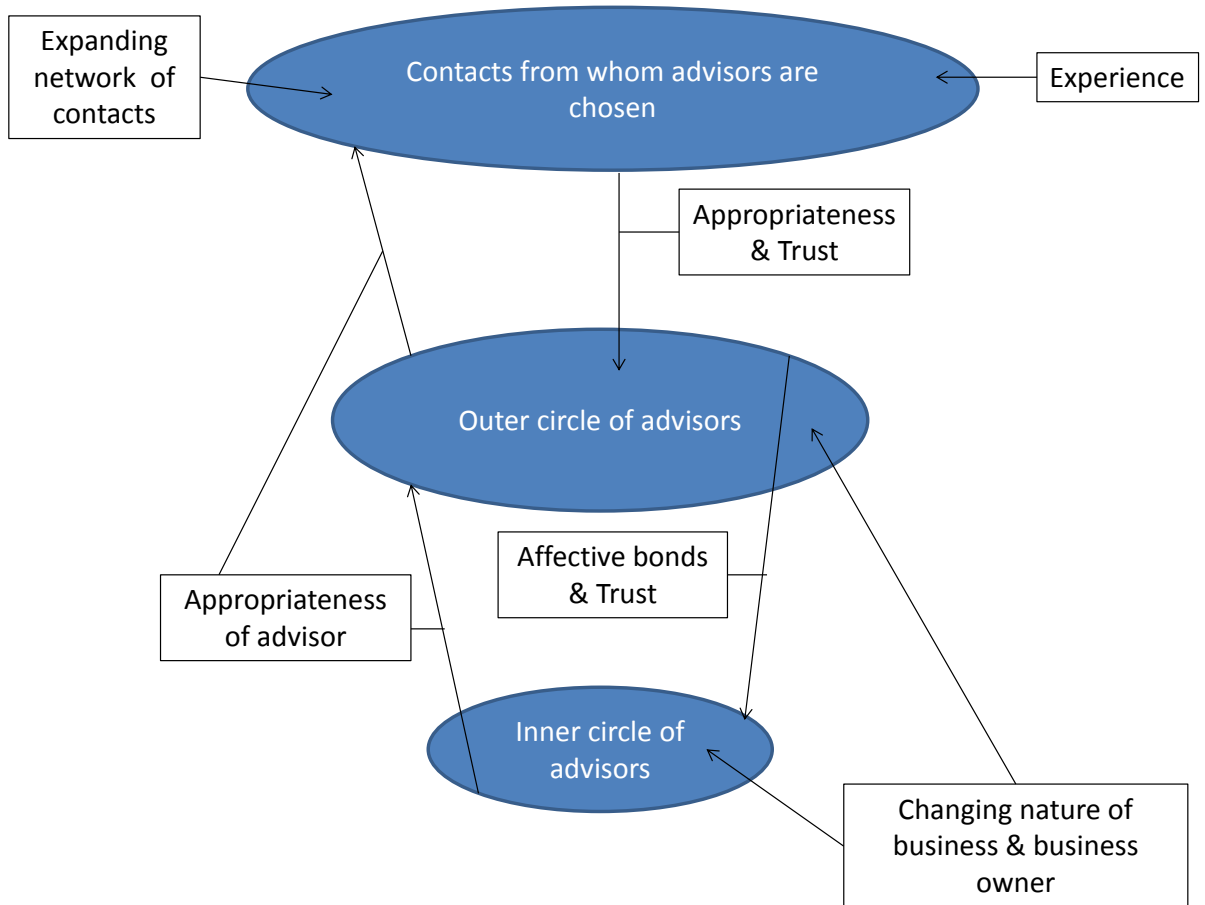 Expanding
network of
contacts
Contacts from whom advisors are
chosen
Experience
Appropriateness
& Trust
Outer circle of advisors
Affective bonds
& Trust
Appropriateness
of advisor
Inner circle of
advisors
Changing nature of
business & business
owner